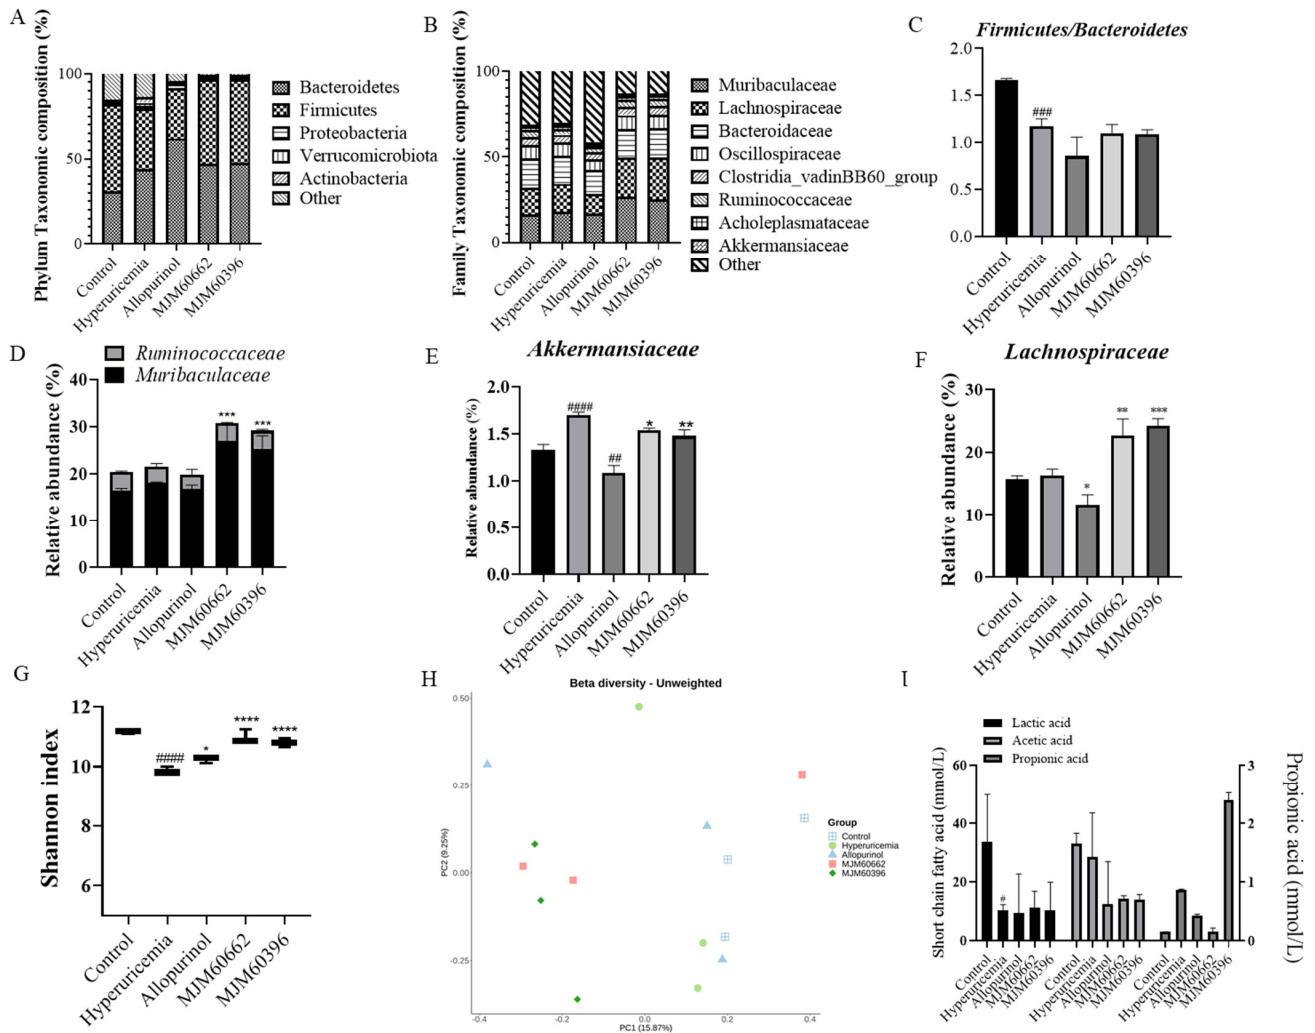 A
Phylum Taxonomic composition (%)
100
50
0
Control
Hyperuricemia
Allopurinol
MJM60662
MJM60396
Bacteroidetes
Firmicutes
Proteobacteria
Verrucomicrobiota
Actinobacteria
Other
B
Family Taxonomic composition (%)
100
50
0
Control
Hyperuricemia
Allopurinol
MJM60662
MJM60396
Muribaculaceae
Lachnospiraceae
Bacteroidaceae
Oscillospiraceae
Clostridia_vadinBB60_group
Ruminococcaceae
Acholeplasmataceae
Akkermansiaceae
Other
C
Firmicutes/Bacteroidetes
2.0
1.5
1.0
0.5
0.0
###
Control
Hyperuricemia
Allopurinol
MJM60662
MJM60396
D
Ruminococcaceae
Muribaculaceae
Relative abundance (%)
40
30
20
10
0
***
***
Control
Hyperuricemia
Allopurinol
MJM60662
MJM60396
E
Akkermansiaceae
Relative abundance (%)
2.0
1.5
1.0
0.5
0.0
####
##
*
**
Control
Hyperuricemia
Allopurinol
MJM60662
MJM60396
F
Lachnospiraceae
Relative abundance (%)
30
20
10
0
*
**
***
Control
Hyperuricemia
Allopurinol
MJM60662
MJM60396
G
Shannon index
12
10
8
6
####
*
****
****
Control
Hyperuricemia
Allopurinol
MJM60662
MJM60396
H
Beta diversity - Unweighted
PC2 (9.25%)
0.50
0.25
0.00
-0.25
-0.4
-0.2
0.0
0.2
0.4
PC1 (15.87%)
Group
Control
Hyperuricemia
Allopurinol
MJM60662
MJM60396
I
Lactic acid
Acetic acid
Propionic acid
Short chain fatty acid (mmol/L)
60
40
20
0
#
3
2
1
0
Propionic acid (mmol/L)
Control
Hyperuricemia
Allopurinol
MJM60662
MJM60396
Control
Hyperuricemia
Allopurinol
MJM60662
MJM60396
Control
Hyperuricemia
Allopurinol
MJM60662
MJM60396